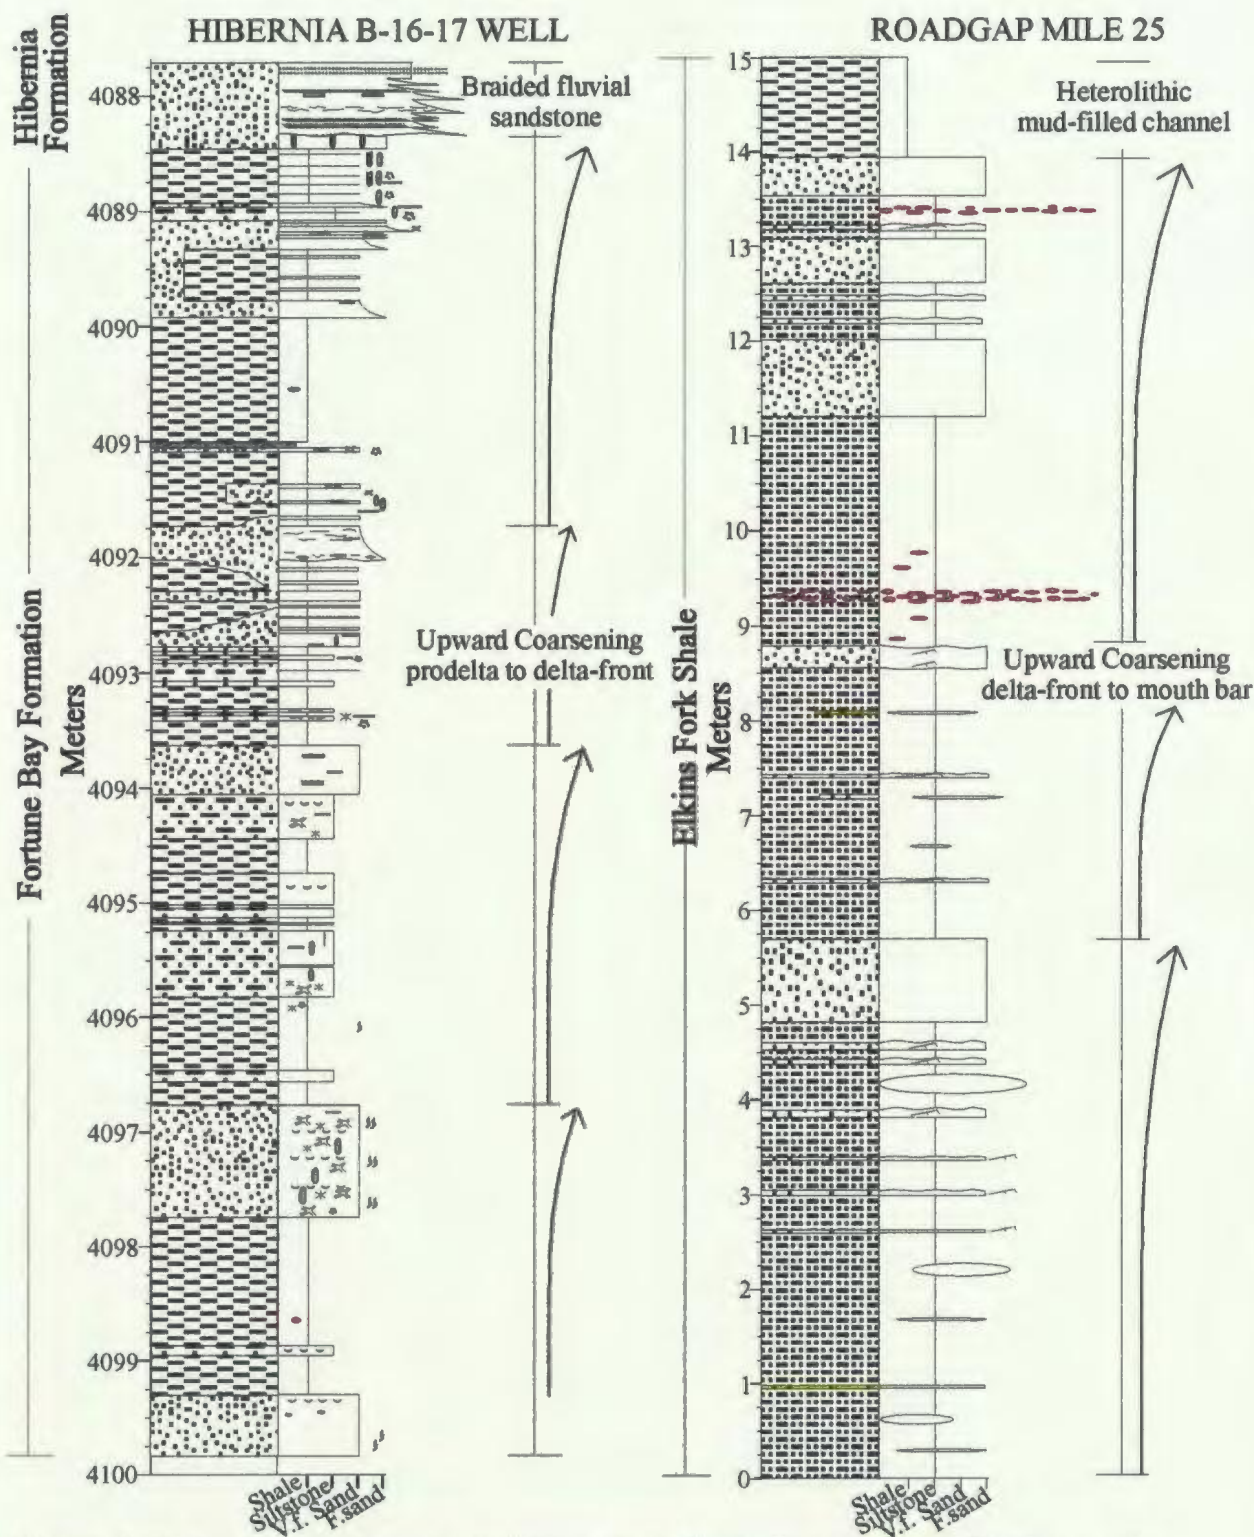 HIBERNIA B-16-17 WELL
Hibernia
Formation
Fortune Bay Formation
Meters
4088
4089
4090
4091
4092
4093
4094
4095
4096
4097
4098
4099
4100
Braided fluvial
sandstone
Upward Coarsening
prodelta to delta-front
Shale
Siltstone
V.f. Sand
F.sand
ROADGAP MILE 25
Elkins Fork Shale
Meters
15
14
13
12
11
10
9
8
7
6
5
4
3
2
1
0
Heterolithic
mud-filled channel
Upward Coarsening
delta-front to mouth bar
Shale
Siltstone
V.f. Sand
F.sand